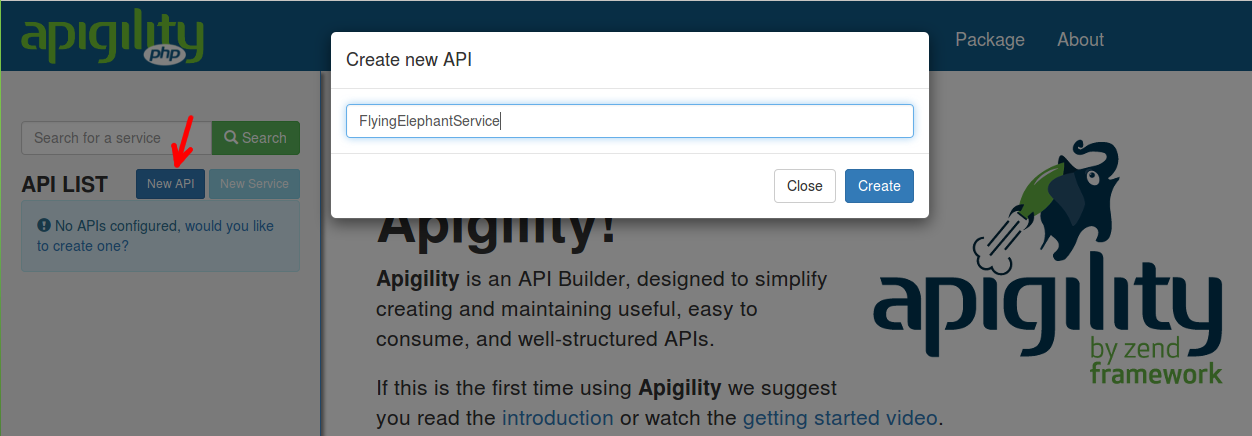 apigility
php
Package
About
Create new API
FlyingElephantService
Close
Create
Search for a service
Search
API LIST
New API
New Service
No APIs configured, would you like
to create one?
Apigility!
Apigility is an API Builder, designed to simplify
creating and maintaining useful, easy to
consume, and well-structured APIs.
If this is the first time using Apigility we suggest
you read the introduction or watch the getting started video.
apigility
by zend
framework